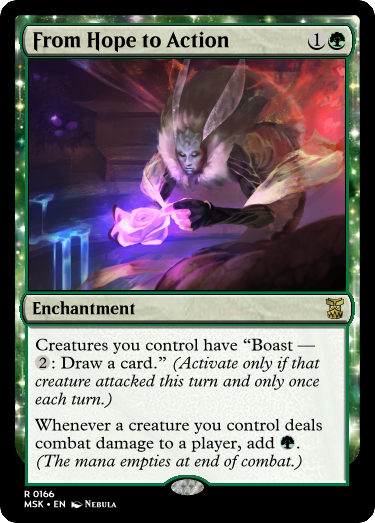 From Hope to Action 1
Enchantment
Creatures you control have “Boast —
2: Draw a card.” (Activate only if that
creature attacked this turn and only once
each turn.)
Whenever a creature you control deals
combat damage to a player, add .
(The mana empties at end of combat.)
R 0166
MSK • EN Nebula